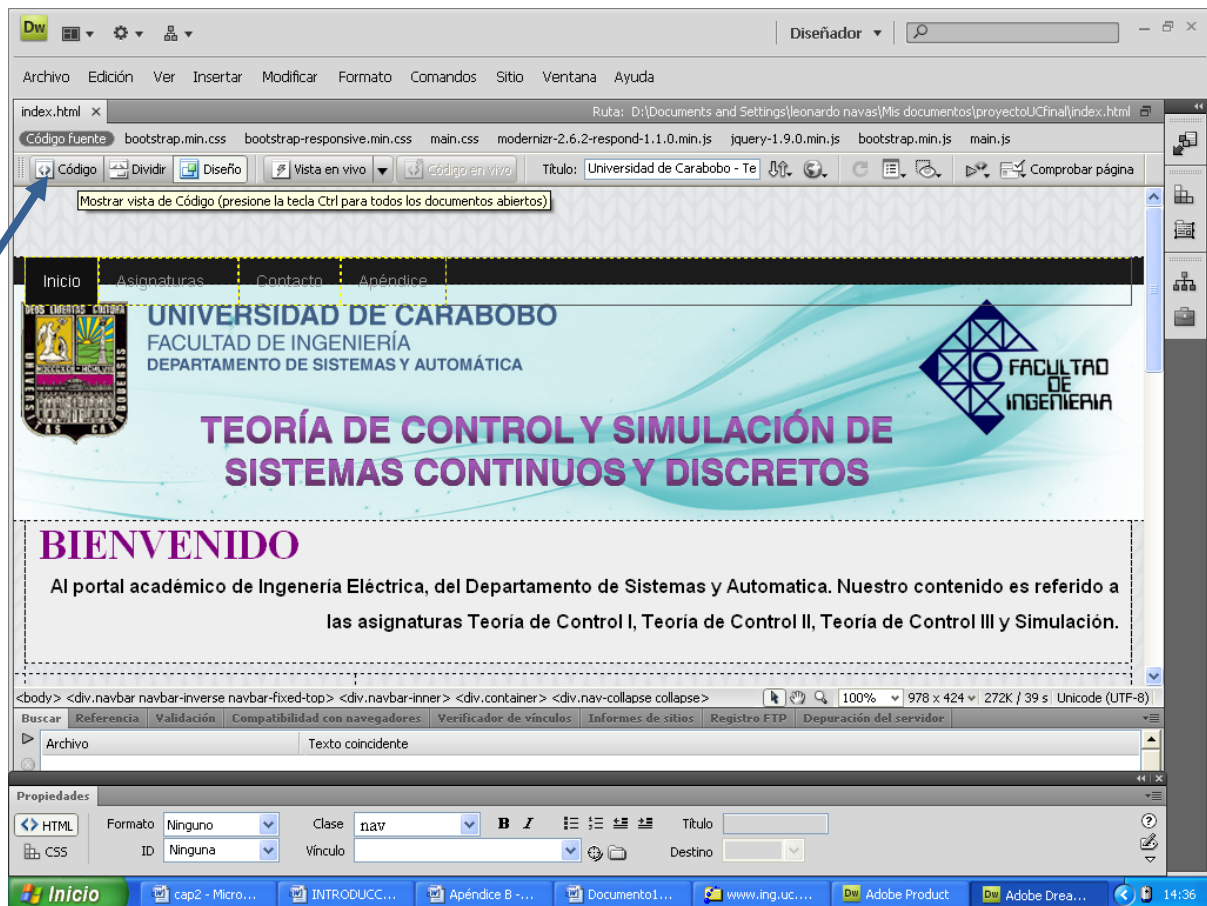 Dw Diseñador
Archivo Edición Ver Insertar Modificar Formato Comandos Sitio Ventana Ayuda
index.html Ruta: D:\Documents and Settings\leonardo navas\Mis documentos\proyectoUCfinal\index.html
Código fuente bootstrap.min.css bootstrap-responsive.min.css main.css modernizr-2.6.2-respond-1.1.0.min.js jquery-1.9.0.min.js bootstrap.min.js main.js
Código Dividir Diseño Vista en vivo Código en vivo Título: Universidad de Carabobo - Te Comprobar página
Mostrar vista de Código (presione la tecla Ctrl para todos los documentos abiertos)
Inicio Asignaturas Contacto Apéndice
DEUS LIBERTAS CULTURA
UNIVERSIDAD DE CARABOBO
FACULTAD DE INGENIERÍA
DEPARTAMENTO DE SISTEMAS Y AUTOMÁTICA
FACULTAD
DE
INGENIERIA
TEORÍA DE CONTROL Y SIMULACIÓN DE
SISTEMAS CONTINUOS Y DISCRETOS
BIENVENIDO
Al portal académico de Ingenería Eléctrica, del Departamento de Sistemas y Automatica. Nuestro contenido es referido a
las asignaturas Teoría de Control I, Teoría de Control II, Teoría de Control III y Simulación.
<body> <div.navbar navbar-inverse navbar-fixed-top> <div.navbar-inner> <div.container> <div.nav-collapse collapse> 100% 978 x 424 272K / 39 s Unicode (UTF-8)
Buscar Referencia Validación Compatibilidad con navegadores Verificador de vínculos Informes de sitios Registro FTP Depuración del servidor
Archivo Texto coincidente
Propiedades
HTML Formato Ninguno Clase nav B I Título
CSS ID Ninguna Vínculo Destino
Inicio cap2 - Micro... INTRODUCC... Apéndice B -... Documento1... www.ing.uc.... Adobe Product Adobe Drea... 14:36